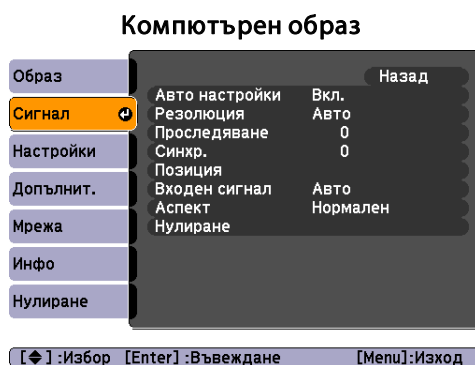 Компютърен образ
Образ
Сигнал
Настройки
Допълнит.
Мрежа
Инфо
Нулиране
Назад
Авто настройки Вкл.
Резолюция Авто
Проследяване 0
Синхр. 0
Позиция
Входен сигнал Авто
Аспект Нормален
Нулиране
[◆] :Избор [Enter] :Въвеждане [Menu]:Изход